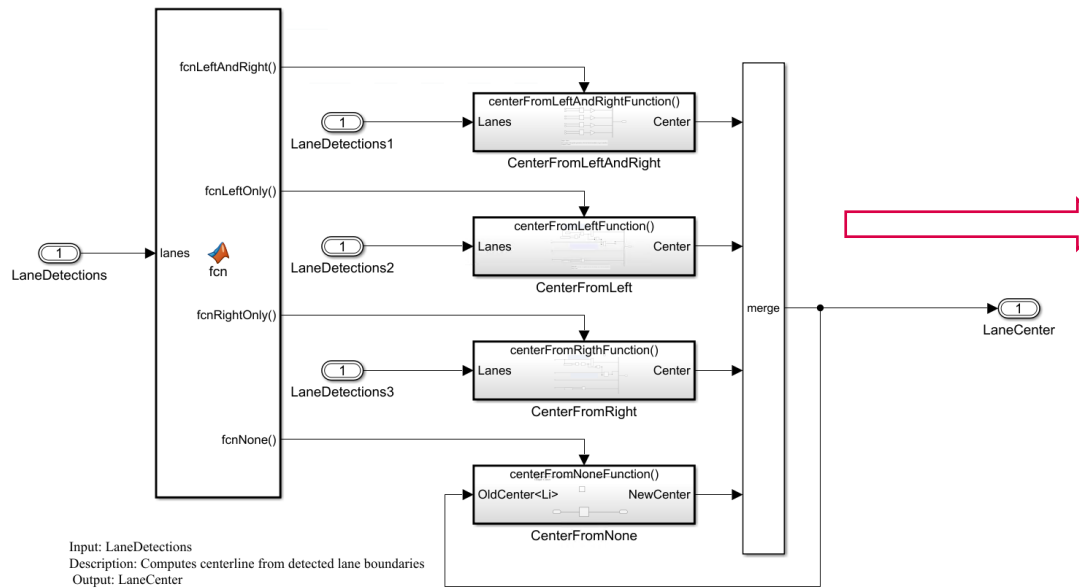 fcnLeftAndRight()
centerFromLeftAndRightFunction()
1
Lanes
Center
LaneDetections1
CenterFromLeftAndRight
fcnLeftOnly()
centerFromLeftFunction()
1
lanes
fcn
LaneDetections
1
Lanes
Center
LaneDetections2
CenterFromLeft
fcnRightOnly()
merge
1
LaneCenter
centerFromRigthFunction()
1
Lanes
Center
LaneDetections3
CenterFromRight
fcnNone()
centerFromNoneFunction()
OldCenter<Li>
NewCenter
CenterFromNone
Input: LaneDetections
Description: Computes centerline from detected lane boundaries
Output: LaneCenter